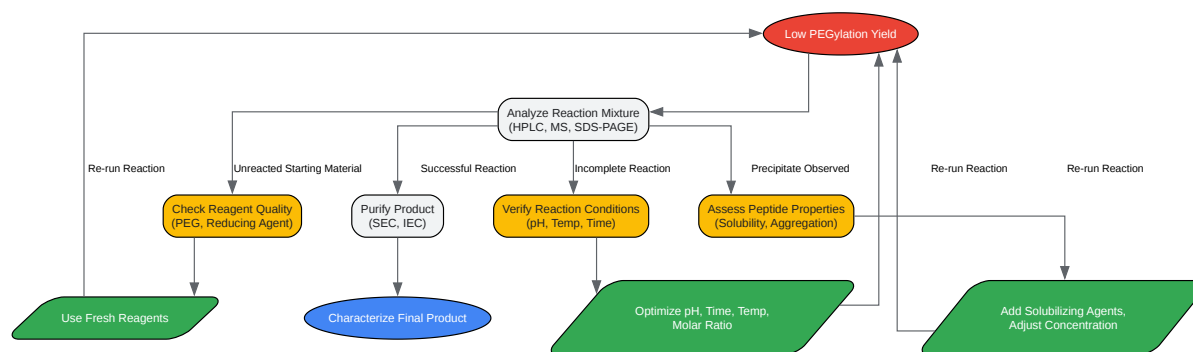 Low PEGylation Yield
Analyze Reaction Mixture
(HPLC, MS, SDS-PAGE)
Re-run Reaction
Unreacted Starting Material
Successful Reaction
Incomplete Reaction
Precipitate Observed
Re-run Reaction
Re-run Reaction
Check Reagent Quality
(PEG, Reducing Agent)
Purify Product
(SEC, IEC)
Verify Reaction Conditions
(pH, Temp, Time)
Assess Peptide Properties
(Solubility, Aggregation)
Use Fresh Reagents
Characterize Final Product
Optimize pH, Time, Temp,
Molar Ratio
Add Solubilizing Agents,
Adjust Concentration